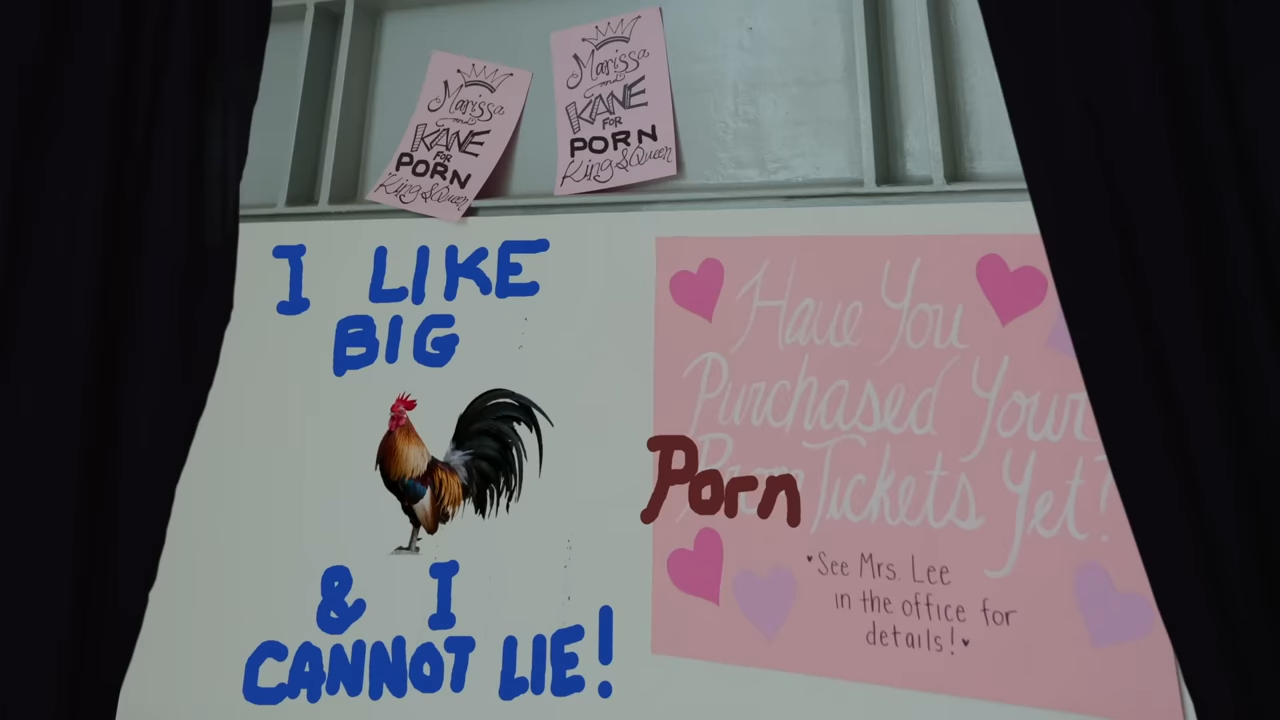 Marissa
and
KANE
FOR
PORN
King & Queen
Marissa
and
KANE
FOR
PORN
King & Queen
I LIKE
BIG
& I
CANNOT LIE!
Have You
Purchased Your
Porn Tickets Yet?
See Mrs. Lee
in the office for
details!